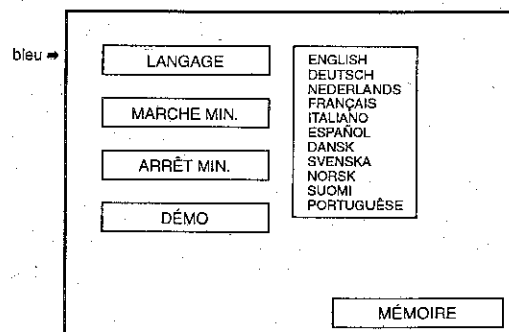 bleu ➡
LANGAGE
MARCHE MIN.
ARRÊT MIN.
DÉMO
ENGLISH
DEUTSCH
NEDERLANDS
FRANÇAIS
ITALIANO
ESPAÑOL
DANSK
SVENSKA
NORSK
SUOMI
PORTUGUÊSE
MÉMOIRE